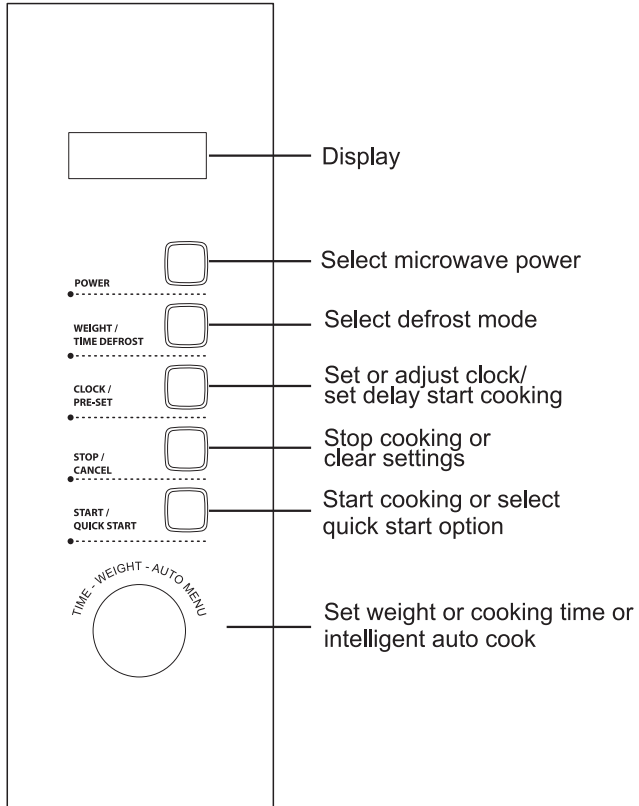 Display
POWER
Select microwave power
WEIGHT /
TIME DEFROST
Select defrost mode
CLOCK /
PRE-SET
Set or adjust clock/
set delay start cooking
STOP /
CANCEL
Stop cooking or
clear settings
START /
QUICK START
Start cooking or select
quick start option
TIME - WEIGHT - AUTO MENU
Set weight or cooking time or
intelligent auto cook